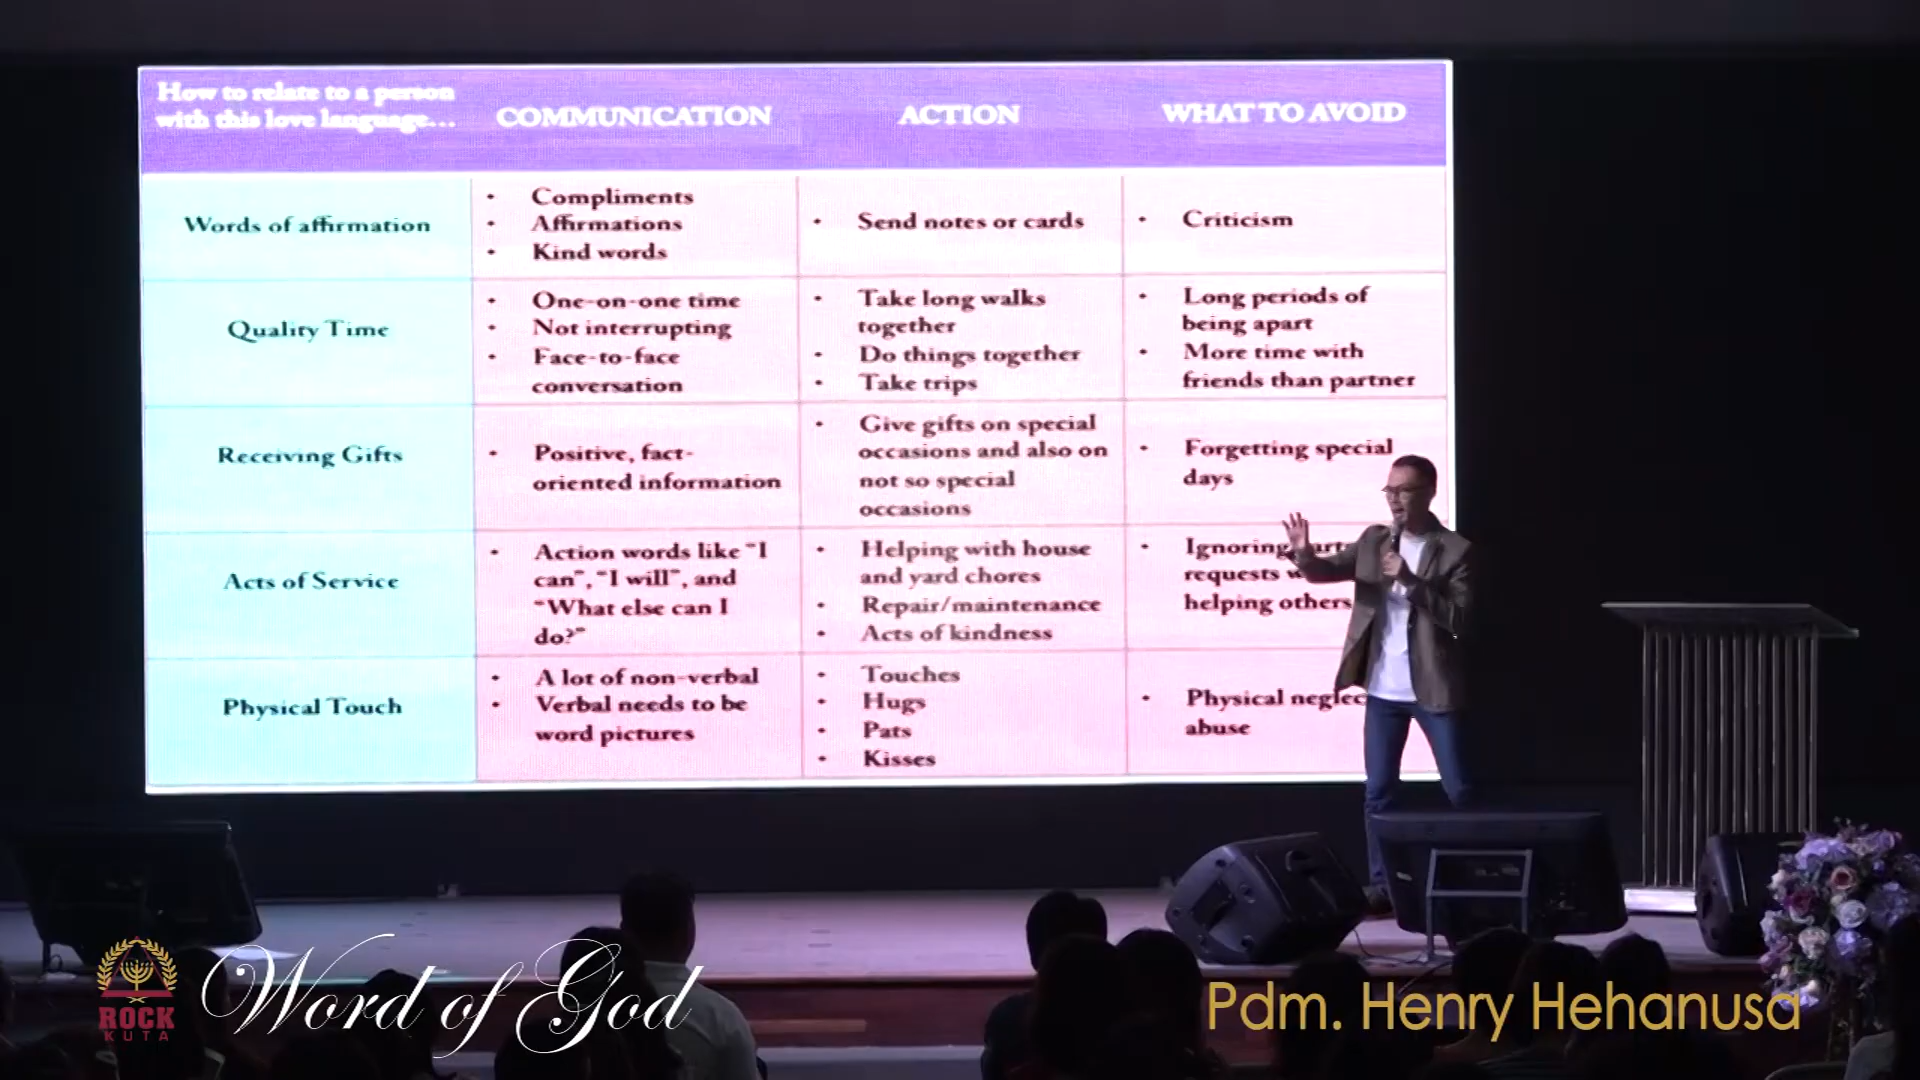 How to relate to a person
with this love language...
COMMUNICATION
ACTION
WHAT TO AVOID
Words of affirmation
• Compliments
• Affirmations
• Kind words
• Send notes or cards
• Criticism
Quality Time
• One-on-one time
• Not interrupting
• Face-to-face
conversation
• Take long walks
together
• Do things together
• Take trips
• Long periods of
being apart
• More time with
friends than partner
Receiving Gifts
• Positive, fact-
oriented information
• Give gifts on special
occasions and also on
not so special
occasions
• Forgetting special
days
Acts of Service
• Action words like "I
can", "I will", and
"What else can I
do?"
• Helping with house
and yard chores
• Repair/maintenance
• Acts of kindness
• Ignoring
requests
helping others
Physical Touch
• A lot of non-verbal
• Verbal needs to be
word pictures
• Touches
• Hugs
• Pats
• Kisses
• Physical
abuse
ROCK
KUTA
Word of God
Pdm. Henry Hehanusa